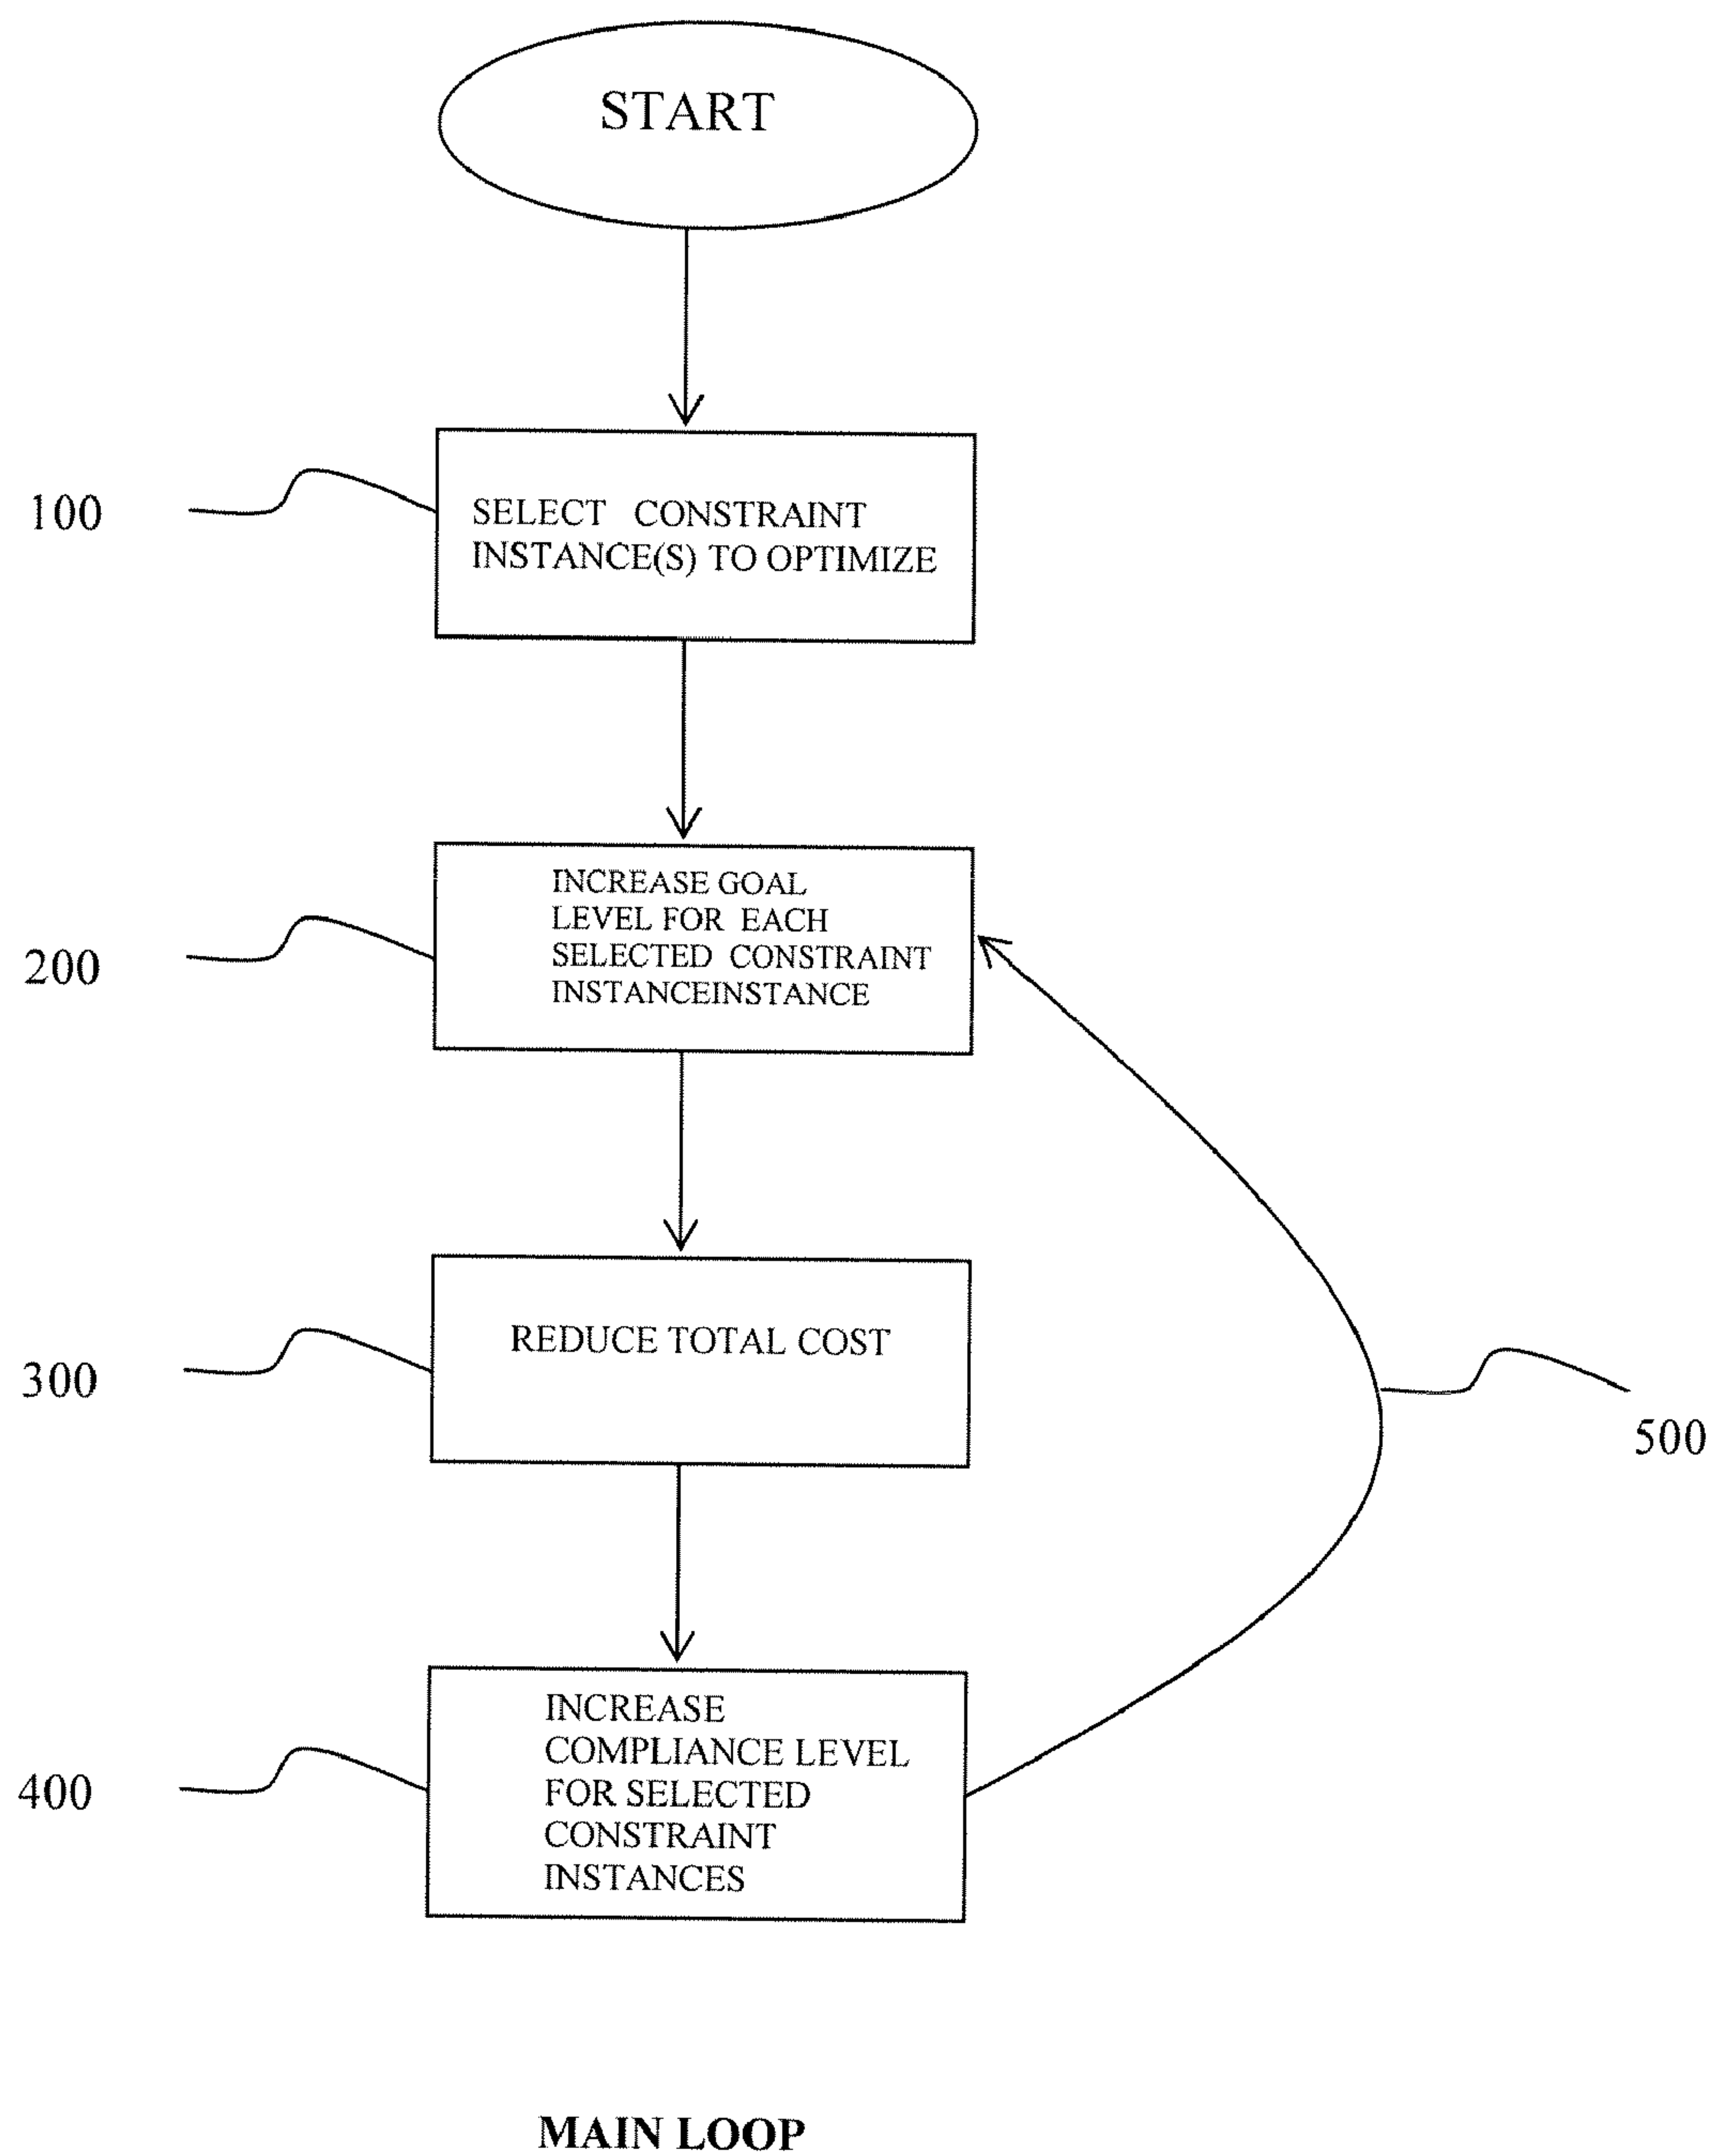 START
100
SELECT CONSTRAINT
INSTANCE(S) TO OPTIMIZE
200
INCREASE GOAL
LEVEL FOR EACH
SELECTED CONSTRAINT
INSTANCEINSTANCE
300
REDUCE TOTAL COST
500
400
INCREASE
COMPLIANCE LEVEL
FOR SELECTED
CONSTRAINT
INSTANCES
MAIN LOOP